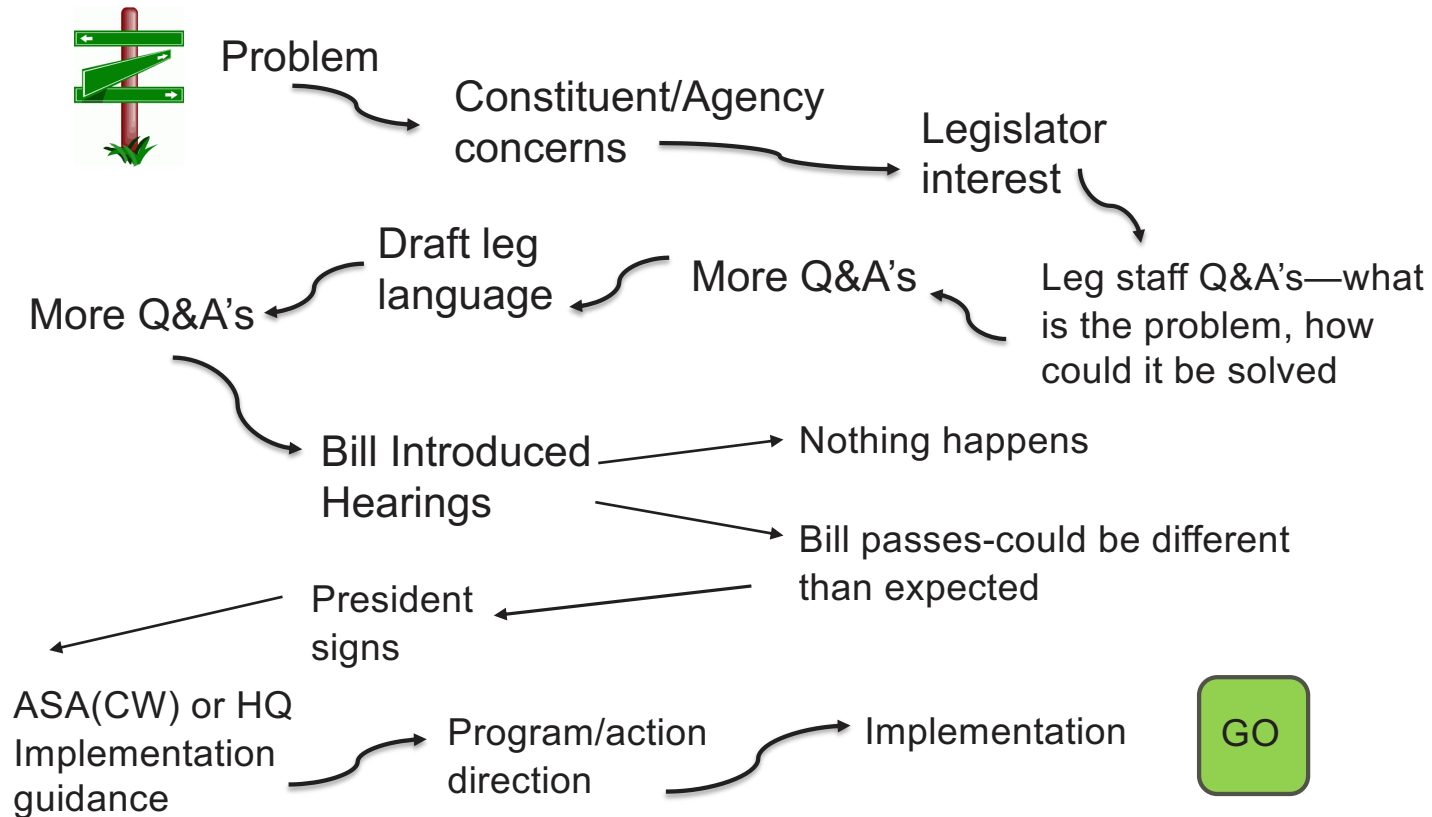 Problem
Constituent/Agency
concerns
Legislator
interest
Leg staff Q&A's—what
is the problem, how
could it be solved
More Q&A's
Draft leg
language
More Q&A's
Bill Introduced
Hearings
Nothing happens
Bill passes-could be different
than expected
President
signs
ASA(CW) or HQ
Implementation
guidance
Program/action
direction
Implementation
GO